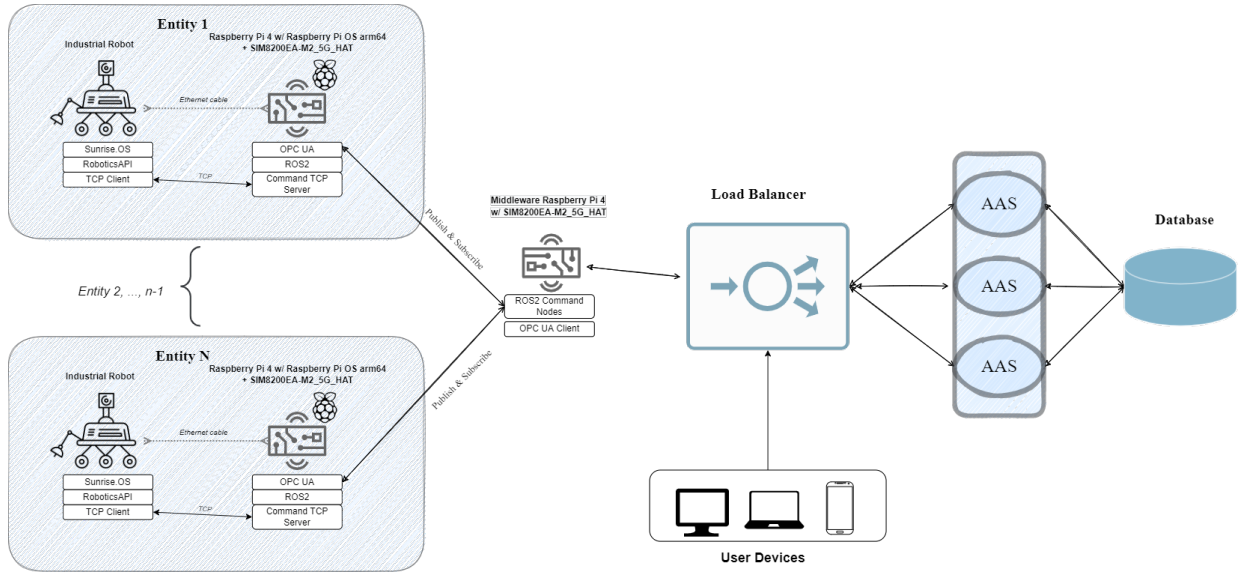 Entity 1
Industrial Robot
Raspberry Pi 4 w/ Raspberry Pi OS arm64
+ SIM8200EA-M2_5G_HAT
Ethernet cable
Sunrise.OS
RoboticsAPI
TCP Client
TCP
OPC UA
ROS2
Command TCP
Server
Publish & Subscribe
Entity 2, ..., n-1
Entity N
Industrial Robot
Raspberry Pi 4 w/ Raspberry Pi OS arm64
+ SIM8200EA-M2_5G_HAT
Ethernet cable
Sunrise.OS
RoboticsAPI
TCP Client
TCP
OPC UA
ROS2
Command TCP
Server
Publish & Subscribe
Middleware Raspberry Pi 4
w/ SIM8200EA-M2_5G_HAT
ROS2 Command
Nodes
OPC UA Client
Load Balancer
User Devices
AAS
AAS
AAS
Database